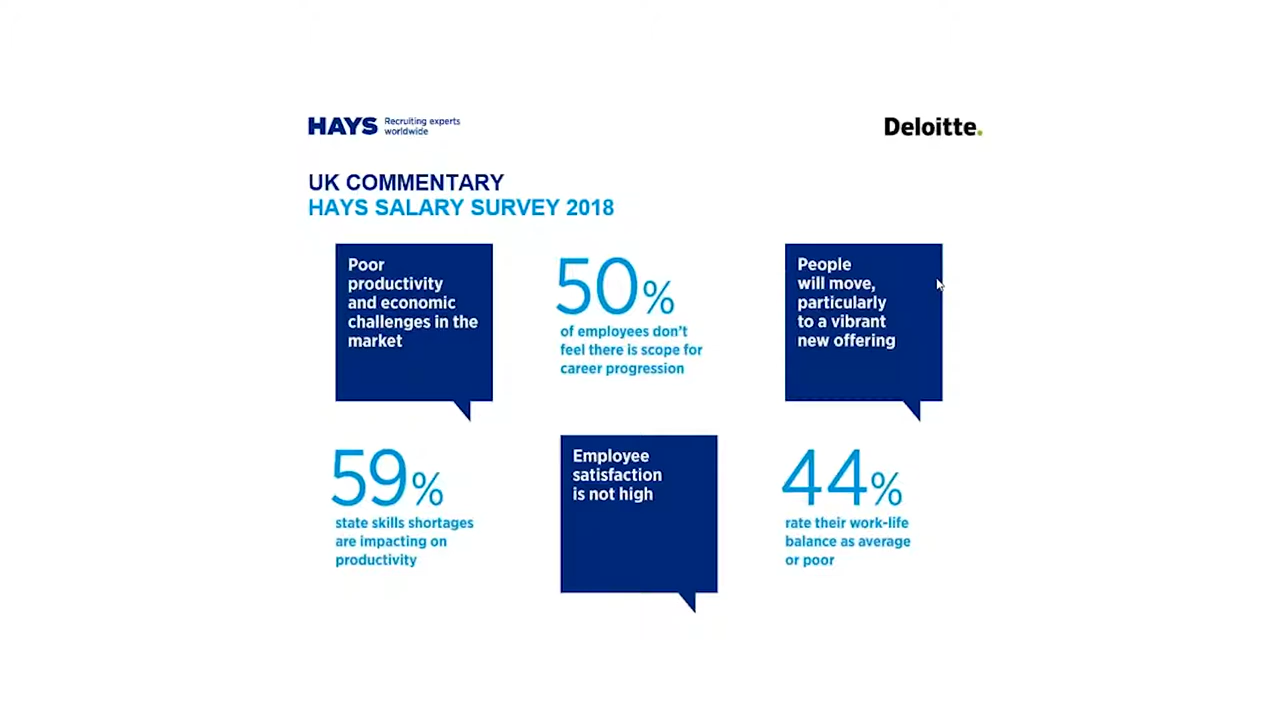 HAYS Recruiting experts
worldwide
Deloitte.
UK COMMENTARY
HAYS SALARY SURVEY 2018
Poor
productivity
and economic
challenges in the
market
50%
of employees don't
feel there is scope for
career progression
People
will move,
particularly
to a vibrant
new offering
59%
state skills shortages
are impacting on
productivity
Employee
satisfaction
is not high
44%
rate their work-life
balance as average
or poor